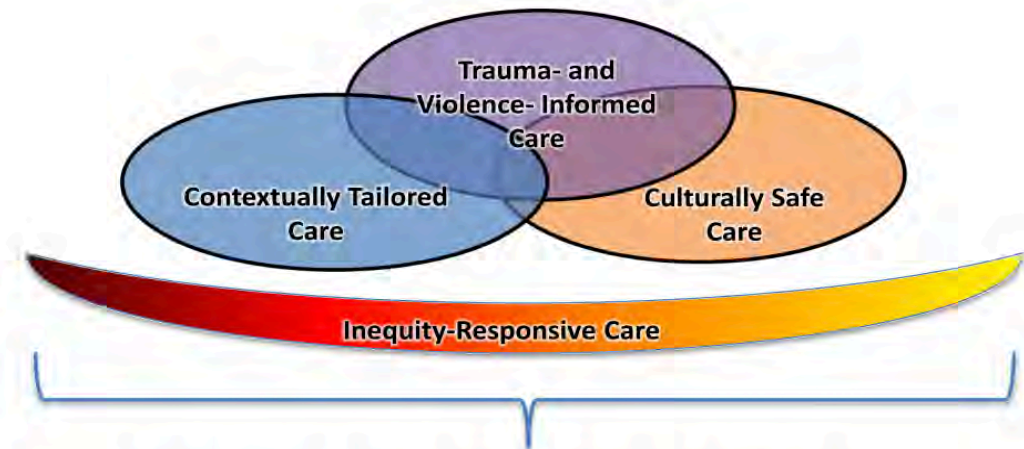 Trauma- and
Violence- Informed
Care
Contextually Tailored
Care
Culturally Safe
Care
Inequity-Responsive Care